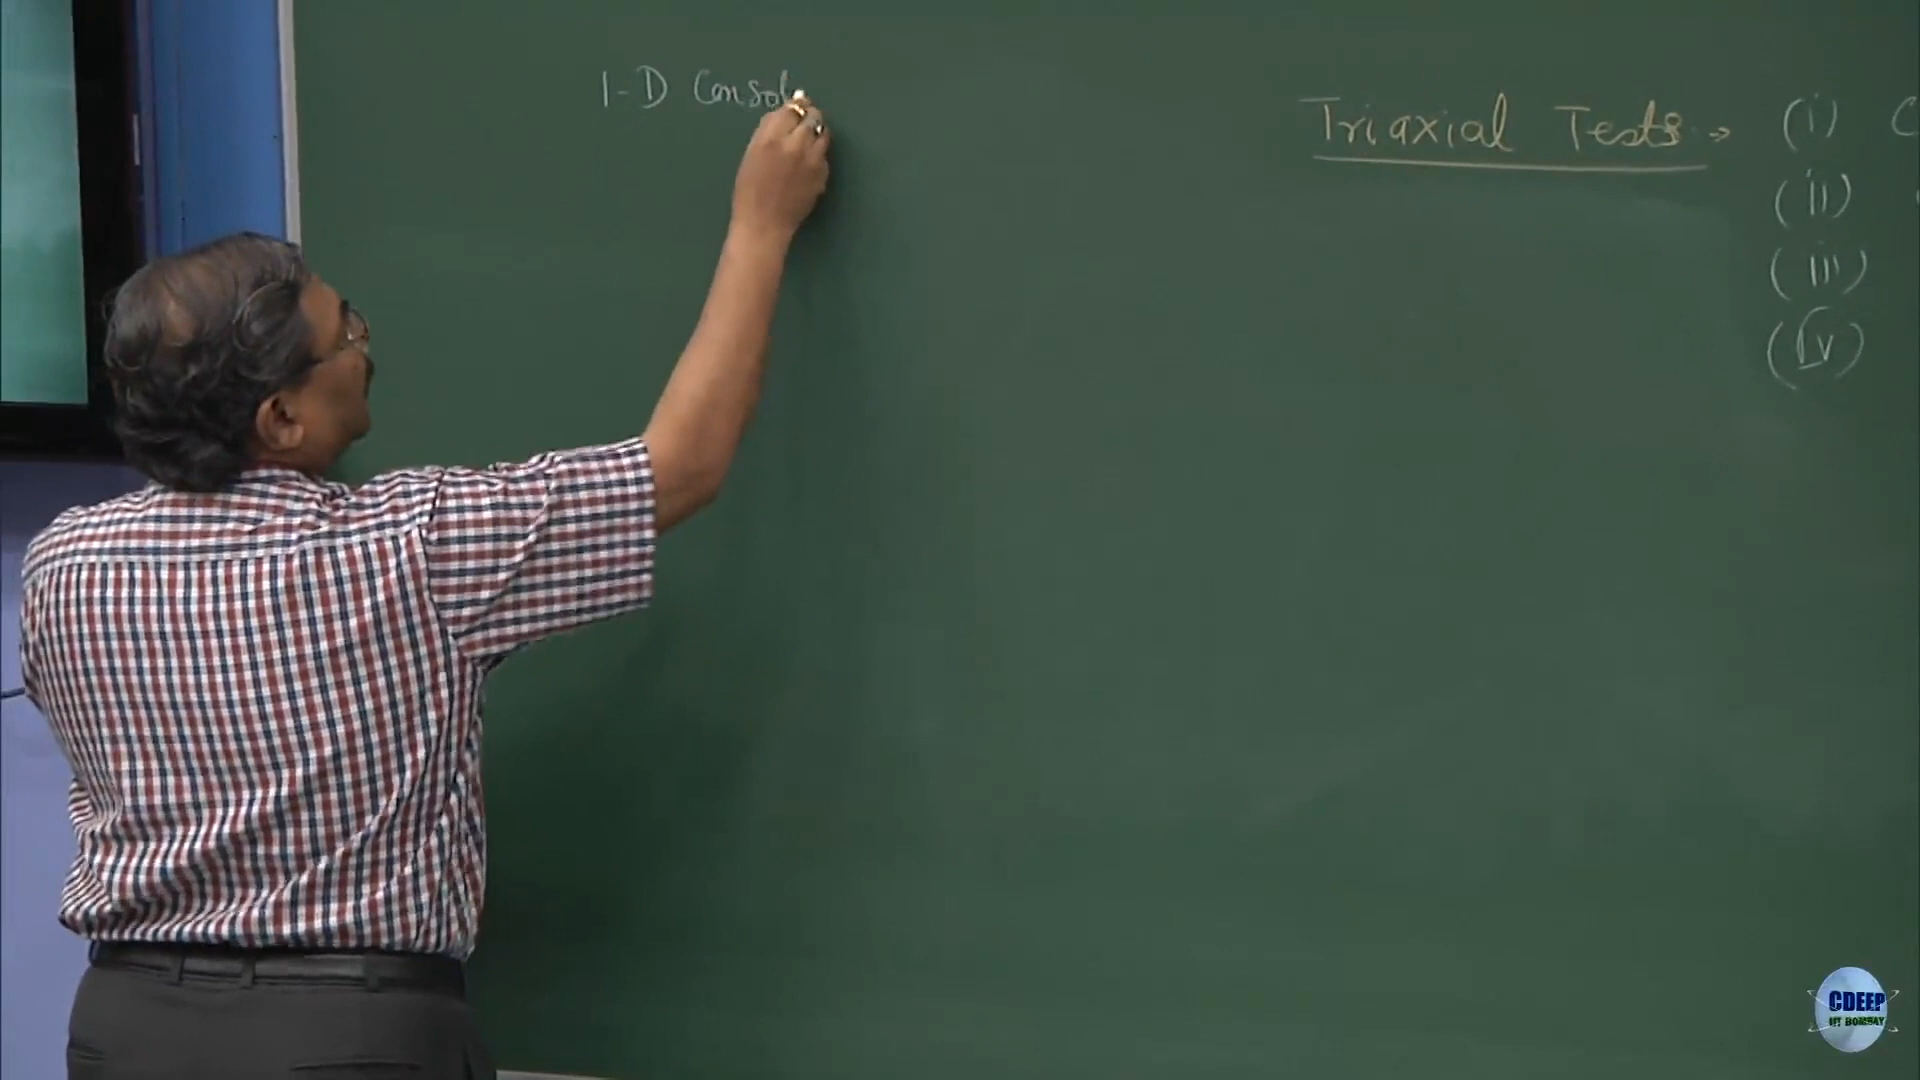 1-D Consol
Triaxial Tests → (i) C
(ii)
(iii)
(iv)
CDEEP
IIT BOMBAY